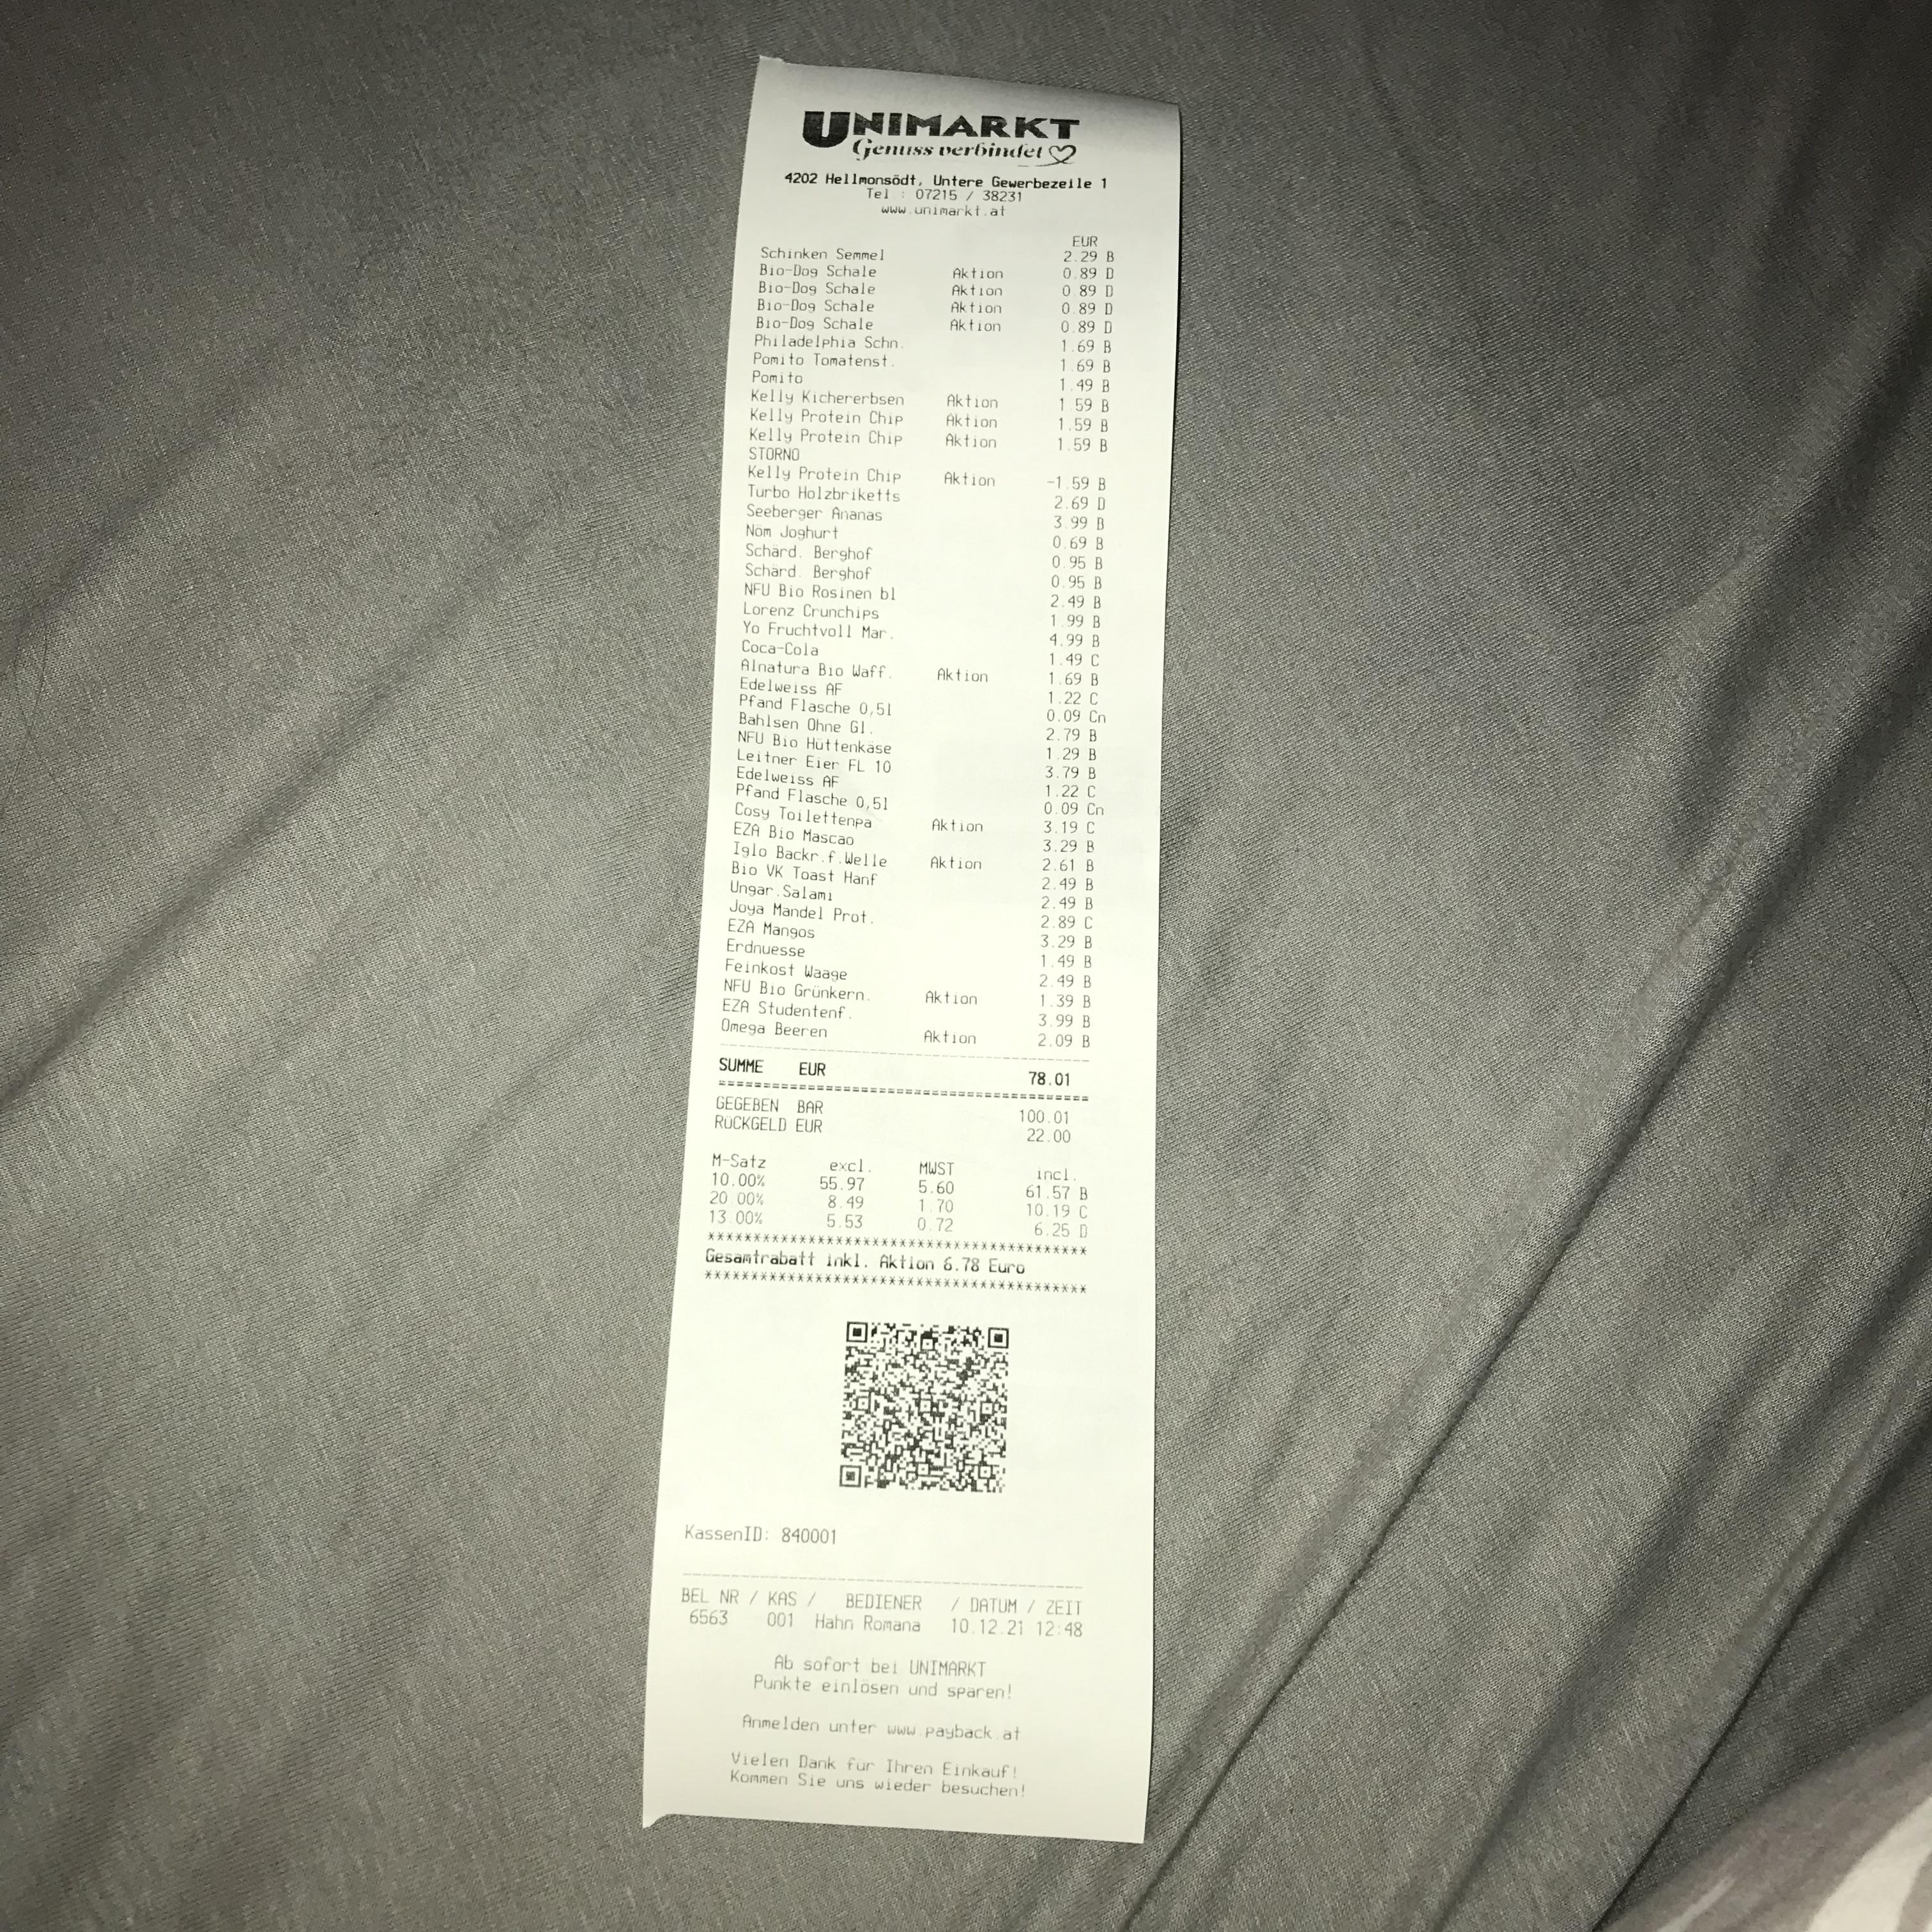 UNIMARKT
Genuss verbindet
4202 Hellmonsödt, Untere Gewerbezeile 1
Tel : 07215 / 38231
www.unimarkt.at
EUR
Schinken Semmel 2.29 B
Bio-Dog Schale Aktion 0.89 D
Bio-Dog Schale Aktion 0.89 D
Bio-Dog Schale Aktion 0.89 D
Bio-Dog Schale Aktion 0.89 D
Philadelphia Schn. 1.69 B
Pomito Tomatenst. 1.69 B
Pomito 1.49 B
Kelly Kichererbsen Aktion 1.59 B
Kelly Protein Chip Aktion 1.59 B
Kelly Protein Chip Aktion 1.59 B
STORNO
Kelly Protein Chip Aktion -1.59 B
Turbo Holzbriketts 2.69 D
Seeberger Ananas 3.99 B
Nöm Joghurt 0.69 B
Schärd. Berghof 0.95 B
Schärd. Berghof 0.95 B
NFU Bio Rosinen bl 2.49 B
Lorenz Crunchips 1.99 B
Yo Fruchtvoll Mar. 4.99 B
Coca-Cola 1.49 C
Alnatura Bio Waff. Aktion 1.69 B
Edelweiss AF 1.22 C
Pfand Flasche 0,5l 0.09 Cn
Bahlsen Ohne Gl. 2.79 B
NFU Bio Hüttenkäse 1.29 B
Leitner Eier FL 10 3.79 B
Edelweiss AF 1.22 C
Pfand Flasche 0,5l 0.09 Cn
Cosy Toilettenpa Aktion 3.19 C
EZA Bio Mascao 3.29 B
Iglo Backr.f.Welle Aktion 2.61 B
Bio VK Toast Hanf 2.49 B
Ungar.Salami 2.49 B
Joya Mandel Prot. 2.89 C
EZA Mangos 3.29 B
Erdnuesse 1.49 B
Feinkost Waage 2.49 B
NFU Bio Grünkern. Aktion 1.39 B
EZA Studentenf. 3.99 B
Omega Beeren Aktion 2.09 B
SUMME EUR 78.01
GEGEBEN BAR 100.01
RÜCKGELD EUR 22.00
M-Satz excl. MWST incl.
10.00% 55.97 5.60 61.57 B
20.00% 8.49 1.70 10.19 C
13.00% 5.53 0.72 6.25 D
******************************************
Gesamtrabatt inkl. Aktion 6.78 Euro
******************************************
KassenID: 840001
BEL NR / KAS / BEDIENER / DATUM / ZEIT
6563 001 Hahn Romana 10.12.21 12:48
Ab sofort bei UNIMARKT
Punkte einlösen und sparen!
Anmelden unter www.payback.at
Vielen Dank für Ihren Einkauf!
Kommen Sie uns wieder besuchen!